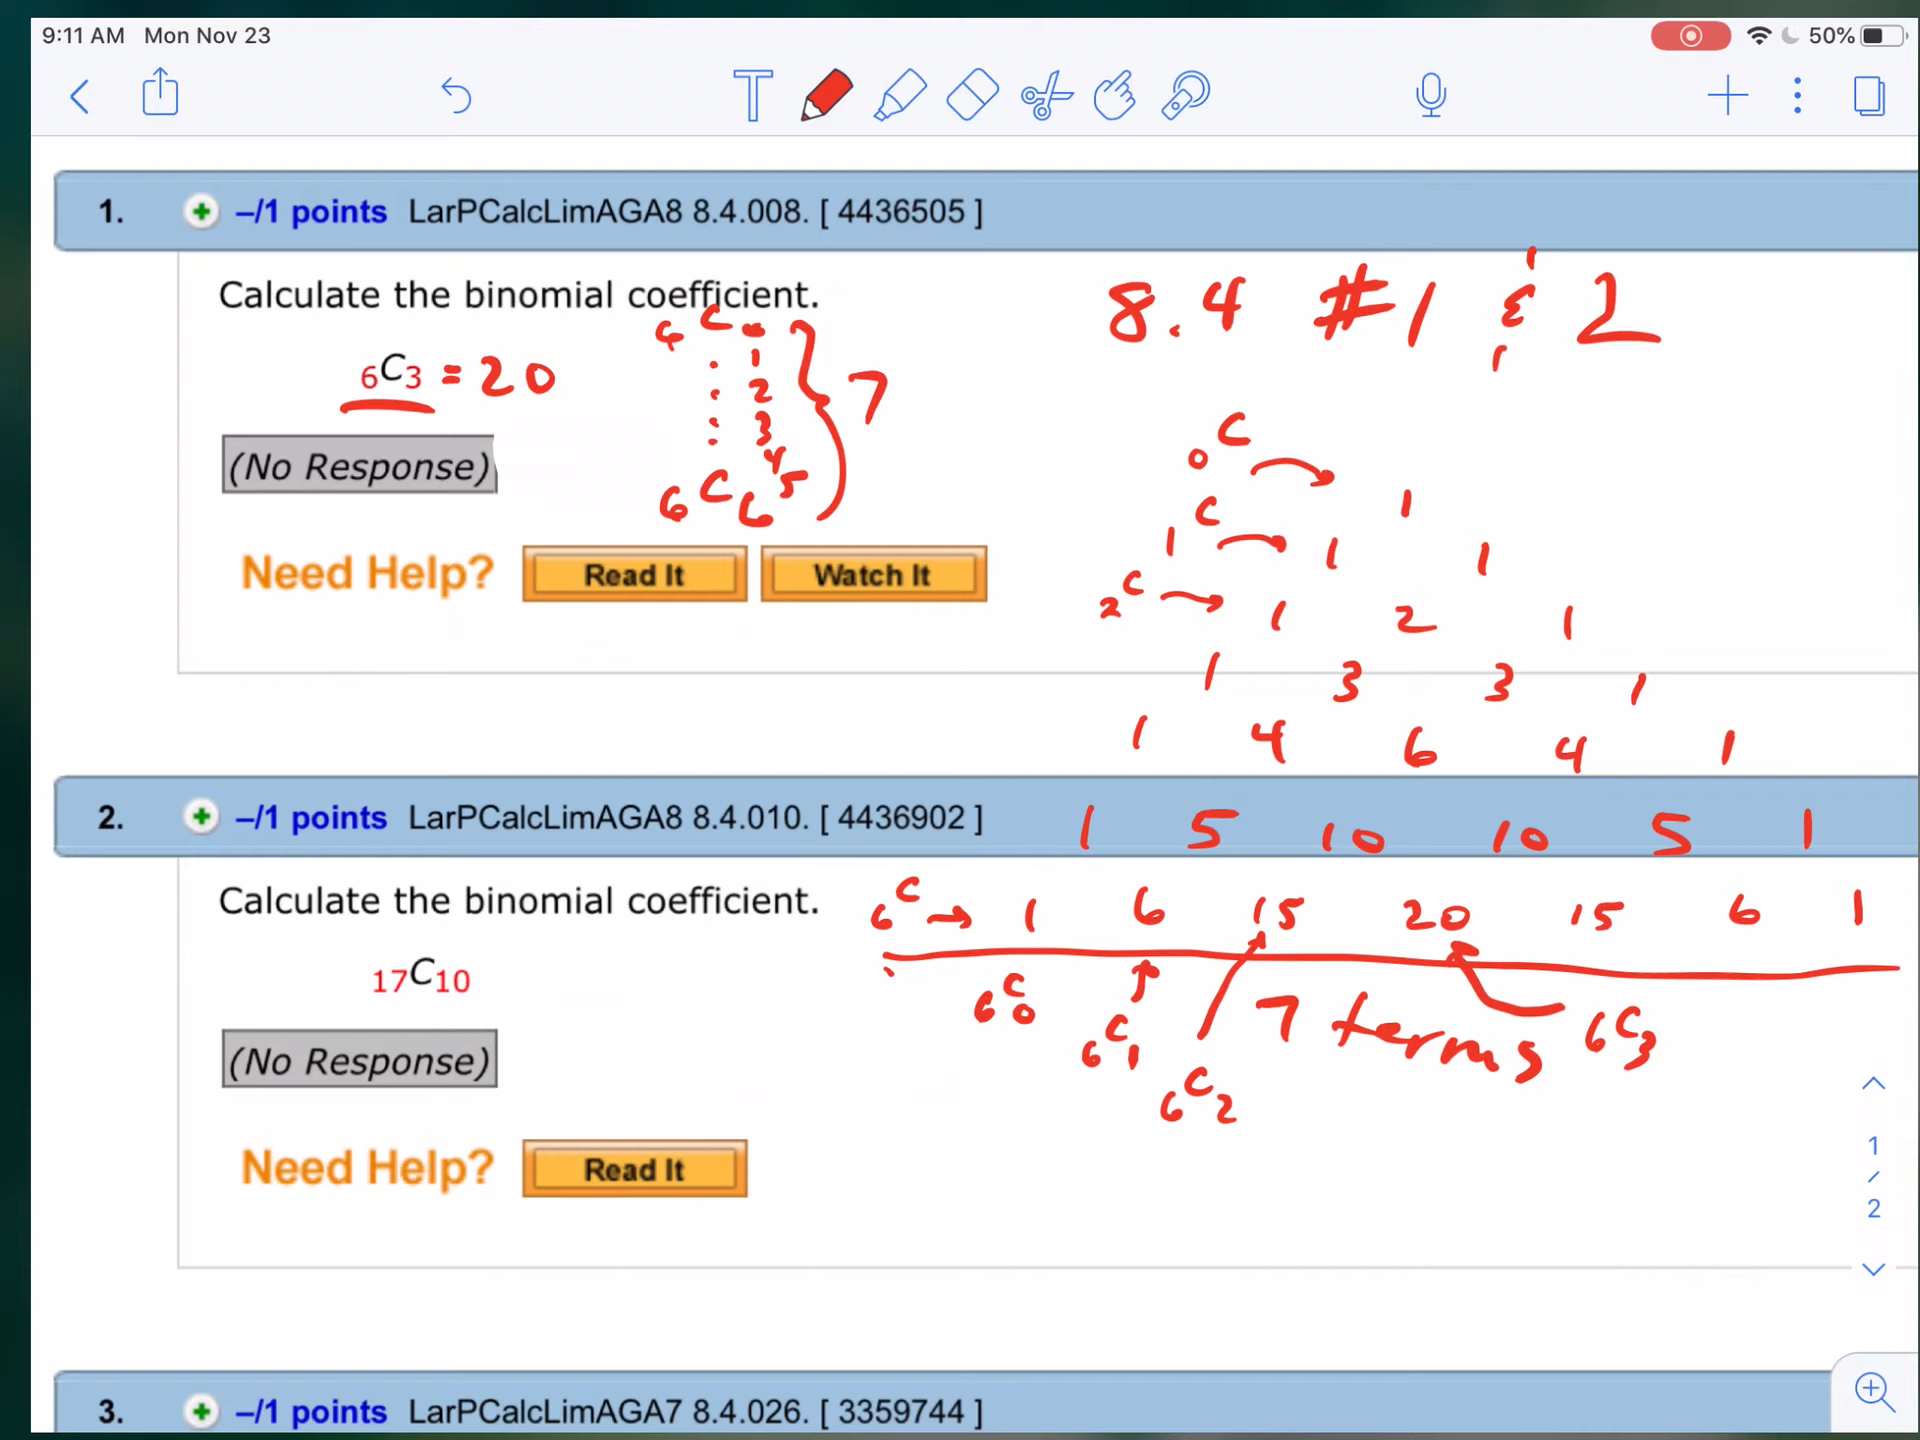 9:11 AM Mon Nov 23
50%
T
1. –/1 points LarPCalcLimAGA8 8.4.008. [ 4436505 ]
Calculate the binomial coefficient.
8.4 #1 & 2
6C3 = 20
6C0
1
2
3
4
5
6C6
7
(No Response)
Need Help? Read It Watch It
0C → 1
1C → 1 1
2C → 1 2 1
1 3 3 1
1 4 6 4 1
2. –/1 points LarPCalcLimAGA8 8.4.010. [ 4436902 ]
1 5 10 10 5 1
Calculate the binomial coefficient.
6C → 1 6 15 20 15 6 1
17C10
6C0
6C1
6C2
7 terms
6C3
(No Response)
Need Help? Read It
1
/
2
3. –/1 points LarPCalcLimAGA7 8.4.026. [ 3359744 ]